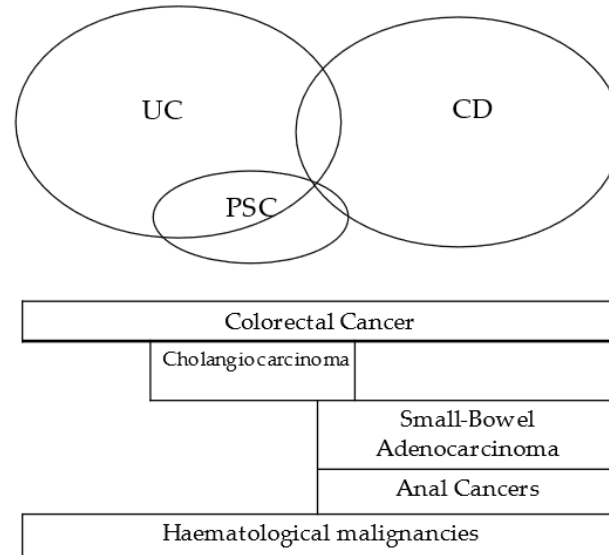 UC
CD
PSC
Colorectal Cancer
Cholangiocarcinoma
Small-Bowel
Adenocarcinoma
Anal Cancers
Haematological malignancies